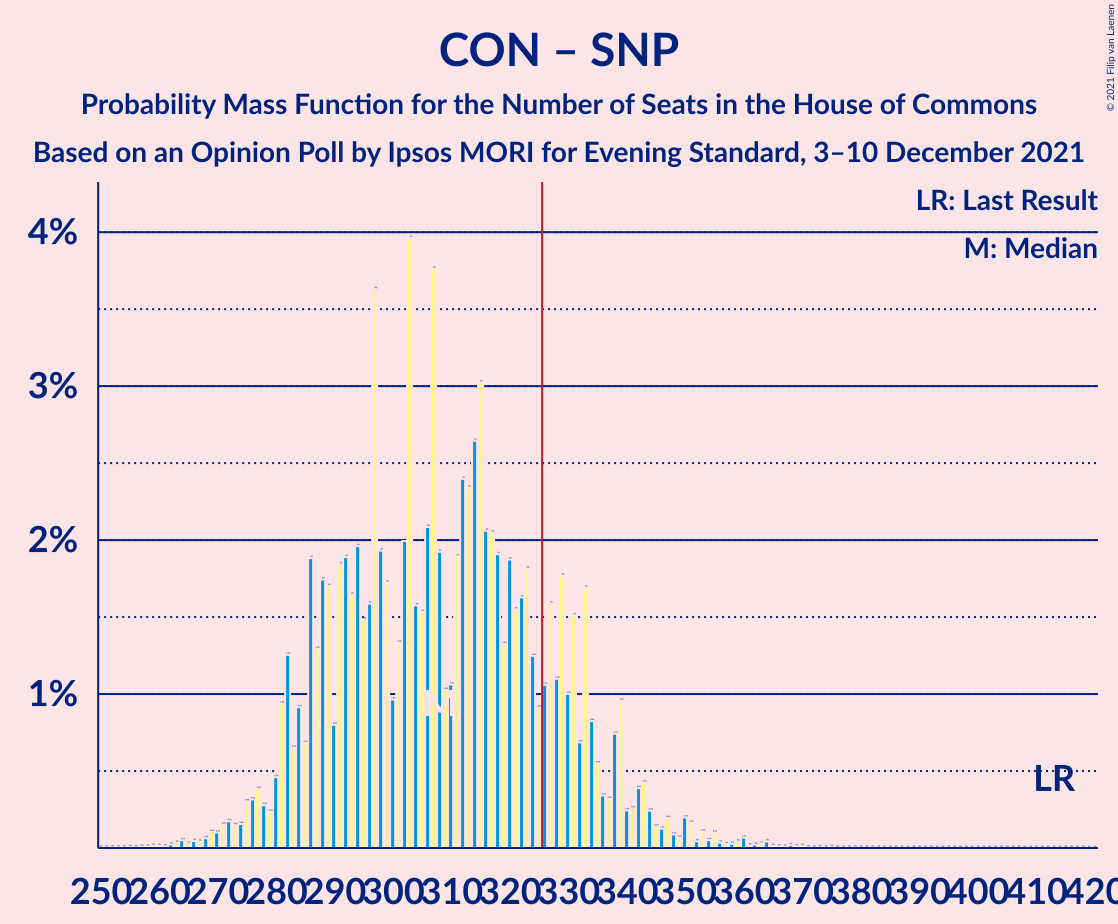 CON – SNP
Probability Mass Function for the Number of Seats in the House of Commons
Based on an Opinion Poll by Ipsos MORI for Evening Standard, 3–10 December 2021
© 2021 Filip van Laenen
LR: Last Result
M: Median
4%
3%
2%
1%
M
LR
250 260 270 280 290 300 310 320 330 340 350 360 370 380 390 400 410 420